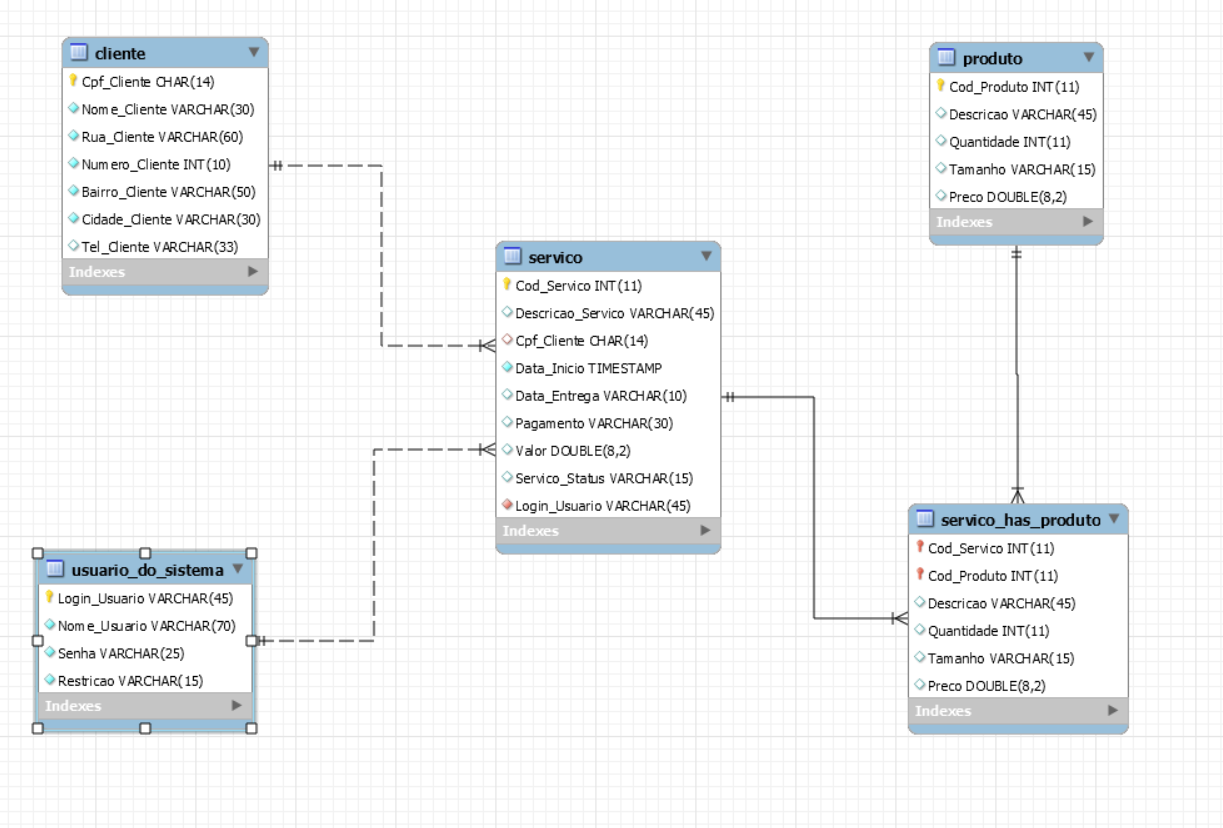 cliente
Cpf_Cliente CHAR(14)
Nome_Cliente VARCHAR(30)
Rua_Cliente VARCHAR(60)
Numero_Cliente INT(10)
Bairro_Cliente VARCHAR(50)
Cidade_Cliente VARCHAR(30)
Tel_Cliente VARCHAR(33)
Indexes
produto
Cod_Produto INT(11)
Descricao VARCHAR(45)
Quantidade INT(11)
Tamanho VARCHAR(15)
Preco DOUBLE(8,2)
Indexes
servico
Cod_Servico INT(11)
Descricao_Servico VARCHAR(45)
Cpf_Cliente CHAR(14)
Data_Inicio TIMESTAMP
Data_Entrega VARCHAR(10)
Pagamento VARCHAR(30)
Valor DOUBLE(8,2)
Servico_Status VARCHAR(15)
Login_Usuario VARCHAR(45)
Indexes
usuario_do_sistema
Login_Usuario VARCHAR(45)
Nome_Usuario VARCHAR(70)
Senha VARCHAR(25)
Restricao VARCHAR(15)
Indexes
servico_has_produto
Cod_Servico INT(11)
Cod_Produto INT(11)
Descricao VARCHAR(45)
Quantidade INT(11)
Tamanho VARCHAR(15)
Preco DOUBLE(8,2)
Indexes